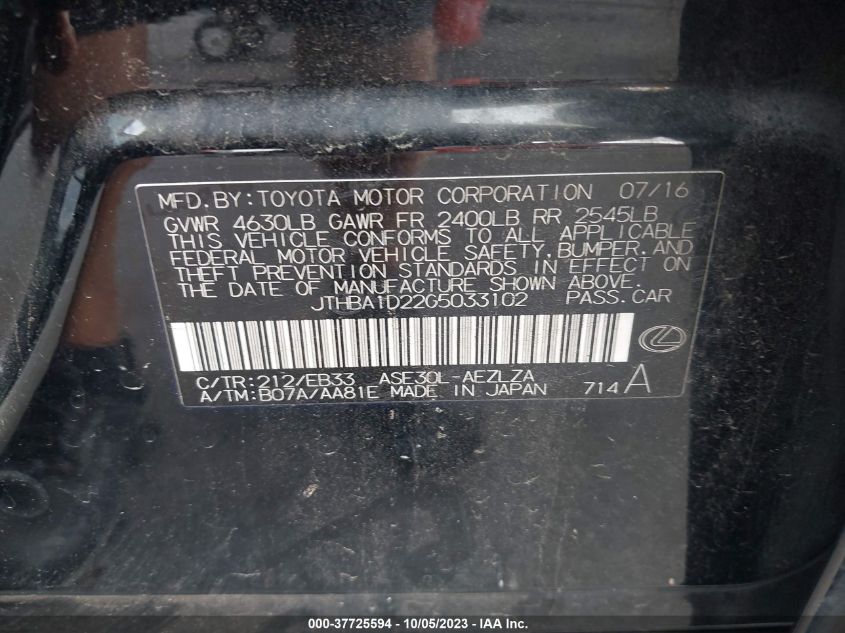 MFD. BY: TOYOTA MOTOR CORPORATION 07/16
GVWR 4630LB GAWR FR 2400LB RR 2545LB
THIS VEHICLE CONFORMS TO ALL APPLICABLE
FEDERAL MOTOR VEHICLE SAFETY, BUMPER, AND
THEFT PREVENTION STANDARDS IN EFFECT ON
THE DATE OF MANUFACTURE SHOWN ABOVE.
JTHBA1D22G5033102 PASS. CAR
C/TR: 212/EB33 ASE30L-AEZLZA
A/TM: B07A/AA81E MADE IN JAPAN 714 A
000-37725594 - 10/05/2023 - IAA Inc.